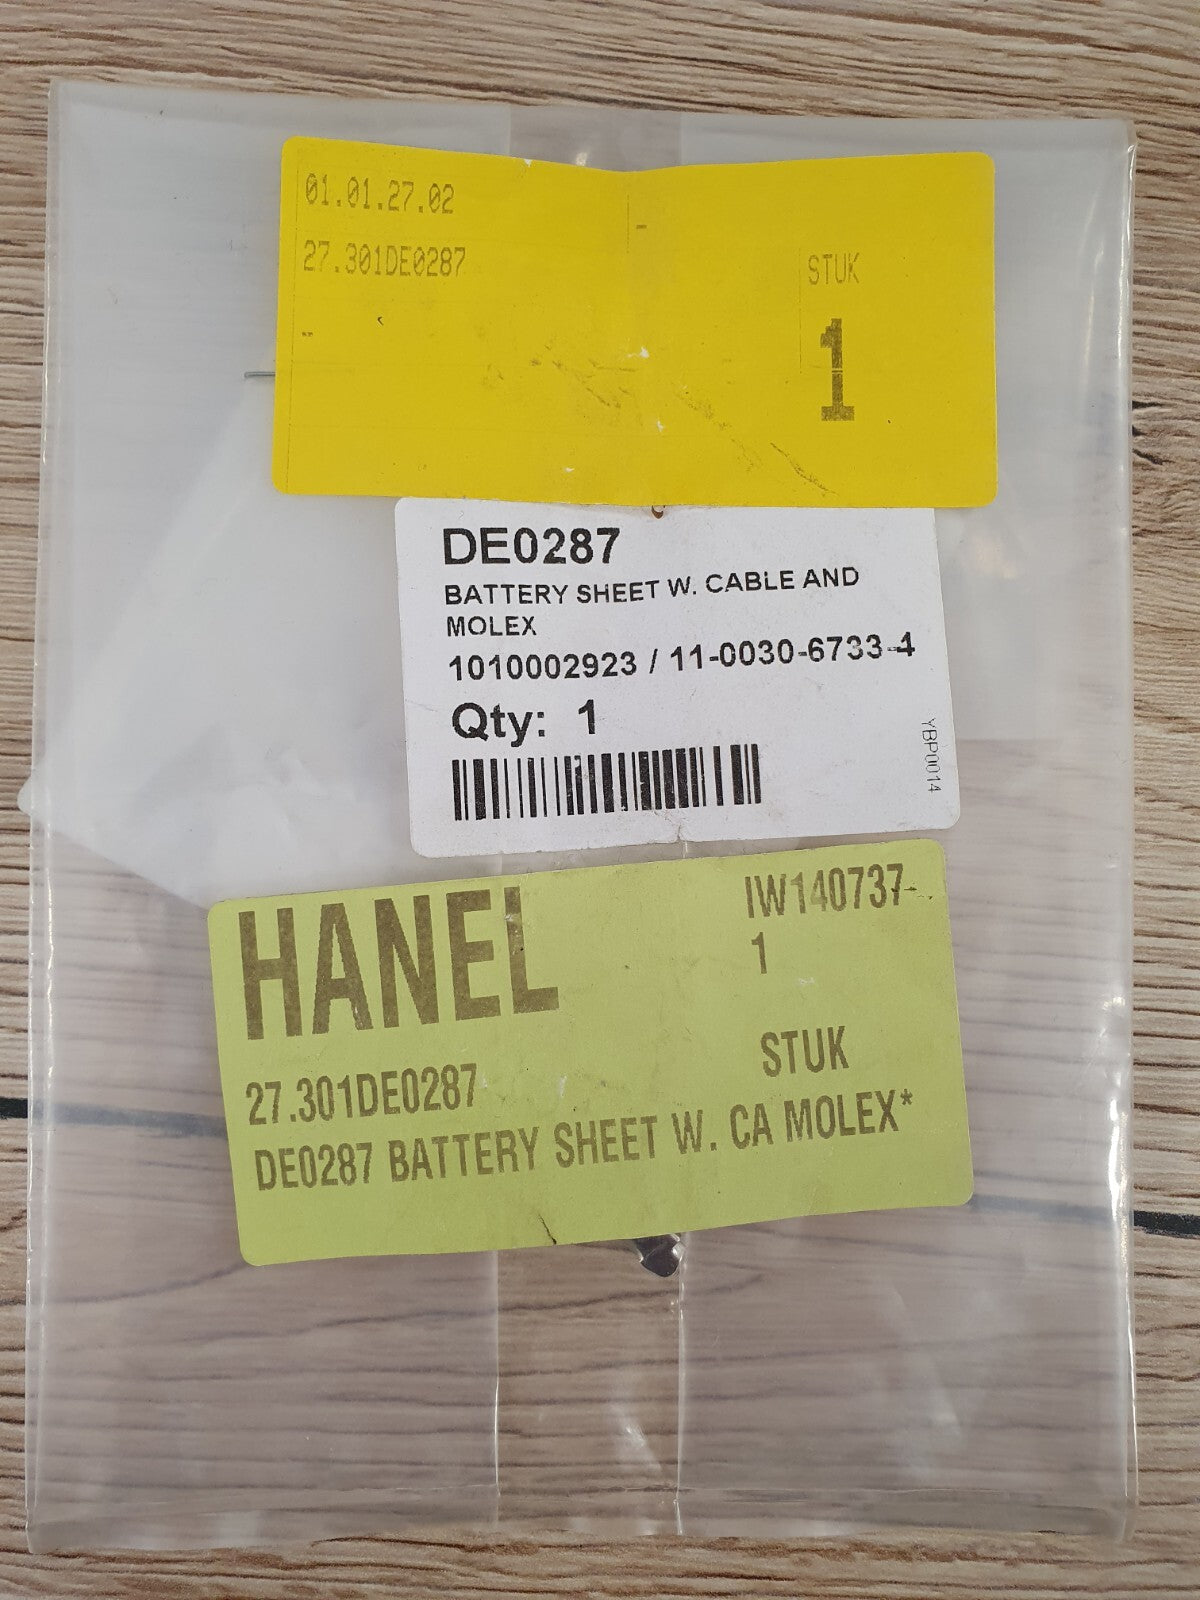 01.01.27.02
-
27.301DE0287
STUK
-
1
DE0287
BATTERY SHEET W. CABLE AND
MOLEX
1010002923 / 11-0030-6733-4
Qty: 1
YBP0014
HANEL
IW140737-
1
27.301DE0287
STUK
DE0287 BATTERY SHEET W. CA MOLEX*